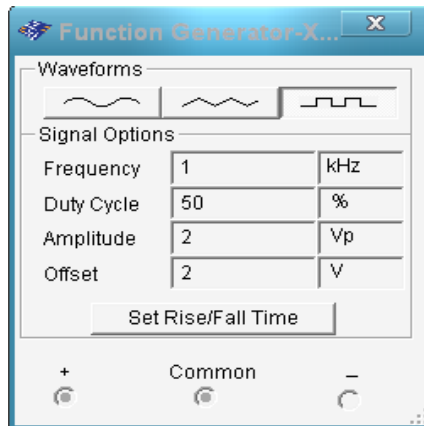 Function Generator-X...
Waveforms
Signal Options
Frequency 1 kHz
Duty Cycle 50 %
Amplitude 2 Vp
Offset 2 V
Set Rise/Fall Time
+ Common –